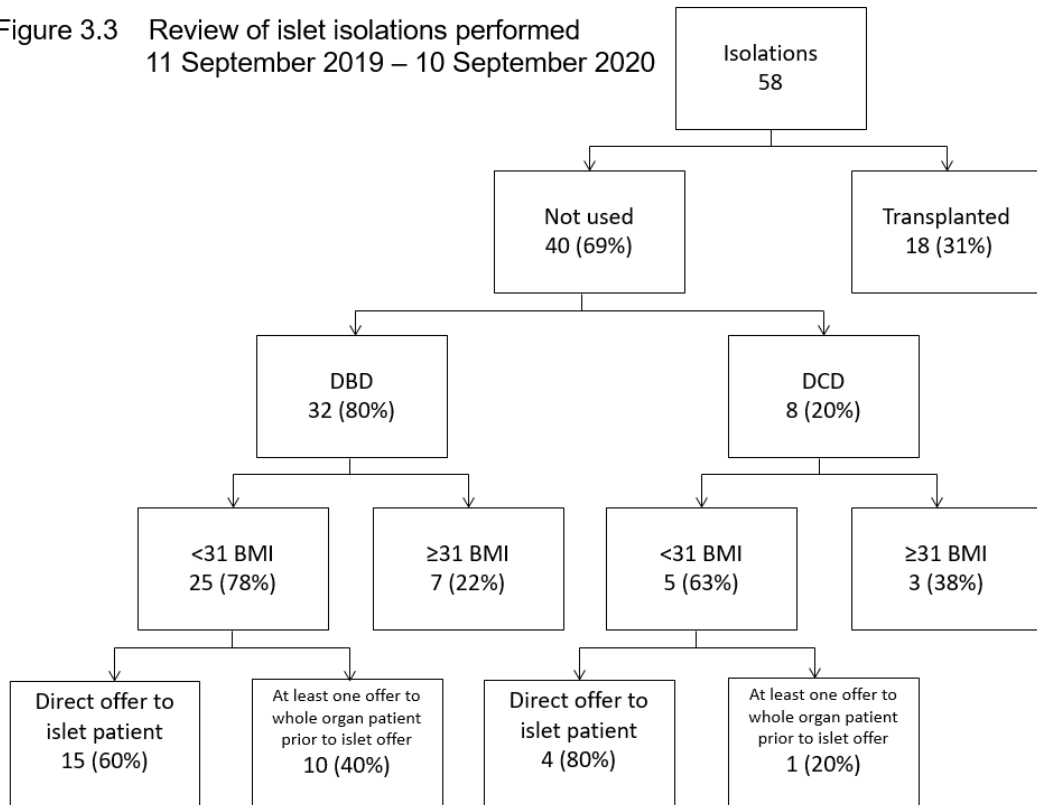 Figure 3.3 Review of islet isolations performed
11 September 2019 – 10 September 2020
Isolations
58
Not used
40 (69%)
Transplanted
18 (31%)
DBD
32 (80%)
DCD
8 (20%)
<31 BMI
25 (78%)
≥31 BMI
7 (22%)
<31 BMI
5 (63%)
≥31 BMI
3 (38%)
Direct offer to
islet patient
15 (60%)
At least one offer to
whole organ patient
prior to islet offer
10 (40%)
Direct offer to
islet patient
4 (80%)
At least one offer to
whole organ patient
prior to islet offer
1 (20%)